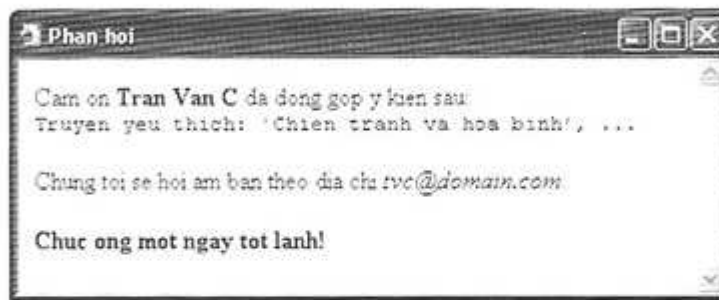 Phan hoi
Cam on Tran Van C da dong gop y kien sau:
Truyen yeu thich: 'Chien tranh va hoa binh', ...
Chung toi se hoi am ban theo dia chi tvc@domain.com
Chuc ong mot ngay tot lanh!